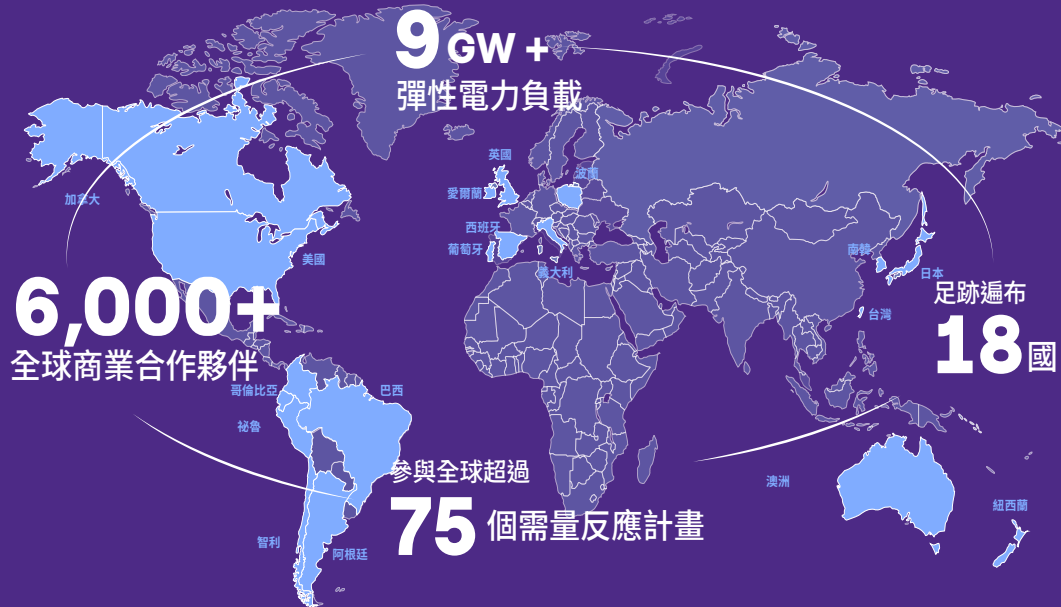 9 GW +
彈性電力負載
英國
波蘭
愛爾蘭
加拿大
西班牙
葡萄牙
南韓
美國
義大利
日本
6,000+
全球商業合作夥伴
足跡遍布
18國
台灣
哥倫比亞
巴西
祕魯
參與全球超過
75 個需量反應計畫
澳洲
紐西蘭
智利
阿根廷